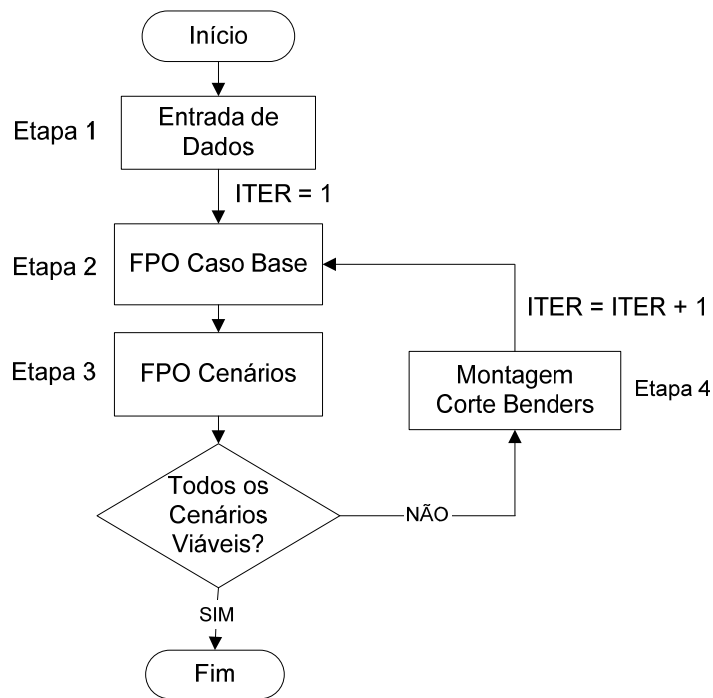 Início
Etapa 1
Entrada de
Dados
ITER = 1
Etapa 2
FPO Caso Base
ITER = ITER + 1
Etapa 3
FPO Cenários
Montagem
Corte Benders
Etapa 4
Todos os
Cenários
Viáveis?
NÃO
SIM
Fim